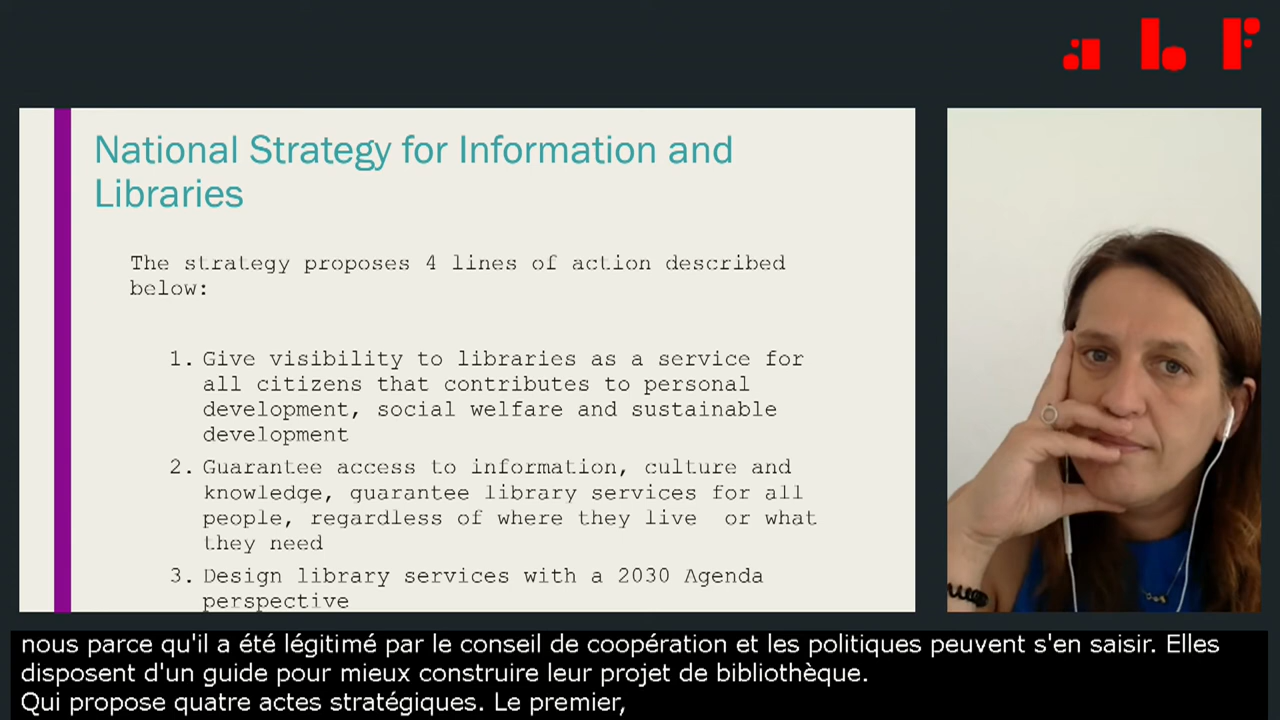 abf
National Strategy for Information and
Libraries
The strategy proposes 4 lines of action described
below:
1. Give visibility to libraries as a service for
all citizens that contributes to personal
development, social welfare and sustainable
development
2. Guarantee access to information, culture and
knowledge, guarantee library services for all
people, regardless of where they live or what
they need
3. Design library services with a 2030 Agenda
perspective
nous parce qu'il a été légitimé par le conseil de coopération et les politiques peuvent s'en saisir. Elles
disposent d'un guide pour mieux construire leur projet de bibliothèque.
Qui propose quatre actes stratégiques. Le premier,